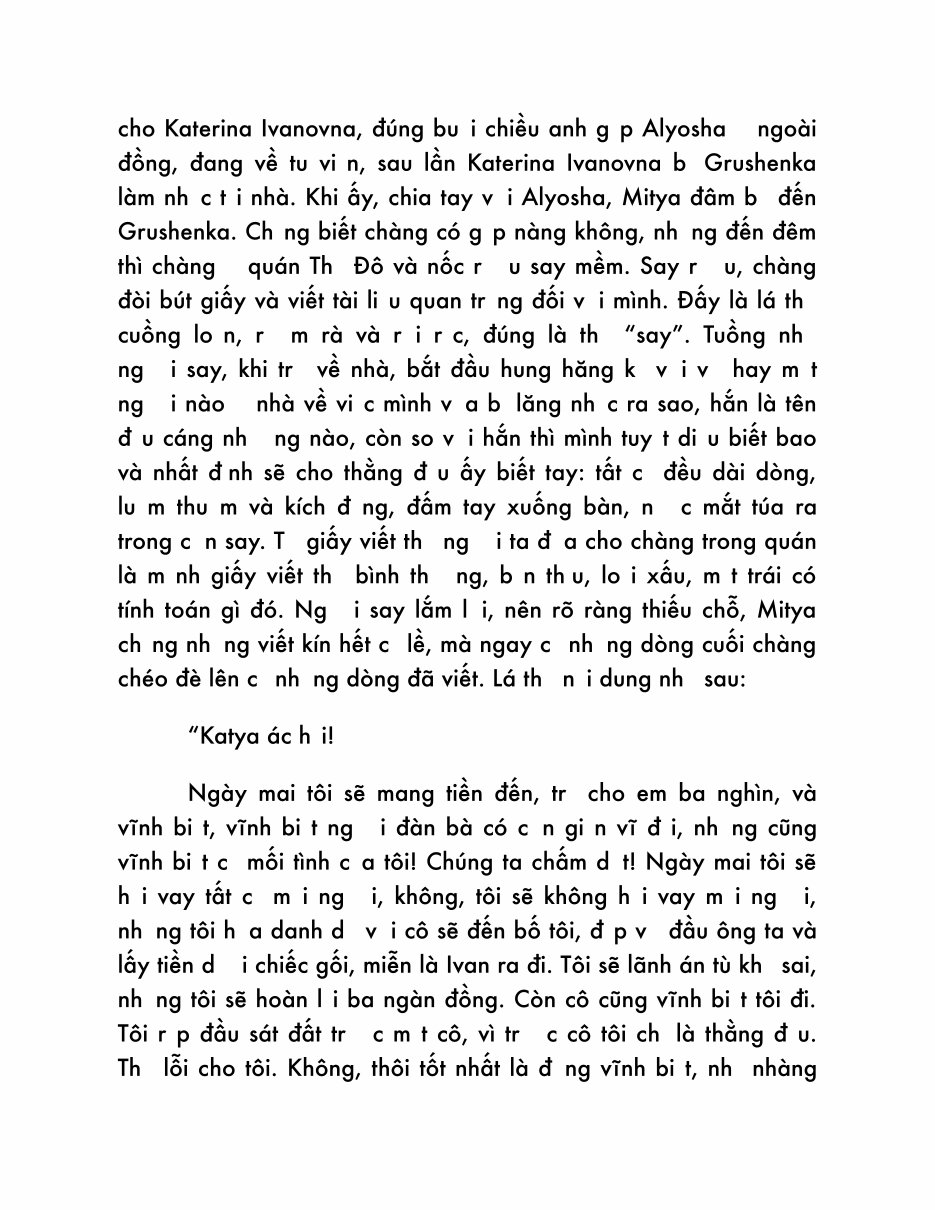 cho Katerina Ivanovna, đúng bu i chiều anh g p Alyosha   ngoài
đồng, đang về tu vi n, sau lần Katerina Ivanovna b  Grushenka
làm nh c t i nhà. Khi ấy, chia tay v i Alyosha, Mitya đâm b  đến
Grushenka. Ch ng biết chàng có g p nàng không, nh ng đến đêm
thì chàng   quán Th  Đô và nốc r  u say mềm. Say r  u, chàng
đòi bút giấy và viết tài li u quan tr ng đối v i mình. Đấy là lá th
cuồng lo n, r  m rà và r i r c, đúng là th  “say”. Tuồng nh
ng  i say, khi tr  về nhà, bắt đầu hung hăng k  v i v  hay m t
ng  i nào   nhà về vi c mình v a b  lăng nh c ra sao, hắn là tên
đ u cáng nh  ng nào, còn so v i hắn thì mình tuy t di u biết bao
và nhất đ nh sẽ cho thằng đ u ấy biết tay: tất c  đều dài dòng,
lu m thu m và kích đ ng, đấm tay xuống bàn, n  c mắt túa ra
trong c n say. T  giấy viết th  ng  i ta đ a cho chàng trong quán
là m nh giấy viết th  bình th  ng, b n th u, lo i xấu, m t trái có
tính toán gì đó. Ng  i say lắm l i, nên rõ ràng thiếu chỗ, Mitya
ch ng nh ng viết kín hết c  lề, mà ngay c  nh ng dòng cuối chàng
chéo đè lên c  nh ng dòng đã viết. Lá th  n i dung nh  sau:
“Katya ác h i!
Ngày mai tôi sẽ mang tiền đến, tr  cho em ba nghìn, và
vĩnh bi t, vĩnh bi t ng  i đàn bà có c n gi n vĩ đ i, nh ng cũng
vĩnh bi t c  mối tình c a tôi! Chúng ta chấm d t! Ngày mai tôi sẽ
h i vay tất c  m i ng  i, không, tôi sẽ không h i vay m i ng  i,
nh ng tôi h a danh d  v i cô sẽ đến bố tôi, đ p v  đầu ông ta và
lấy tiền d  i chiếc gối, miễn là Ivan ra đi. Tôi sẽ lãnh án tù kh  sai,
nh ng tôi sẽ hoàn l i ba ngàn đồng. Còn cô cũng vĩnh bi t tôi đi.
Tôi r p đầu sát đất tr  c m t cô, vì tr  c cô tôi ch  là thằng đ u.
Th  lỗi cho tôi. Không, thôi tốt nhất là đ ng vĩnh bi t, nh  nhàng